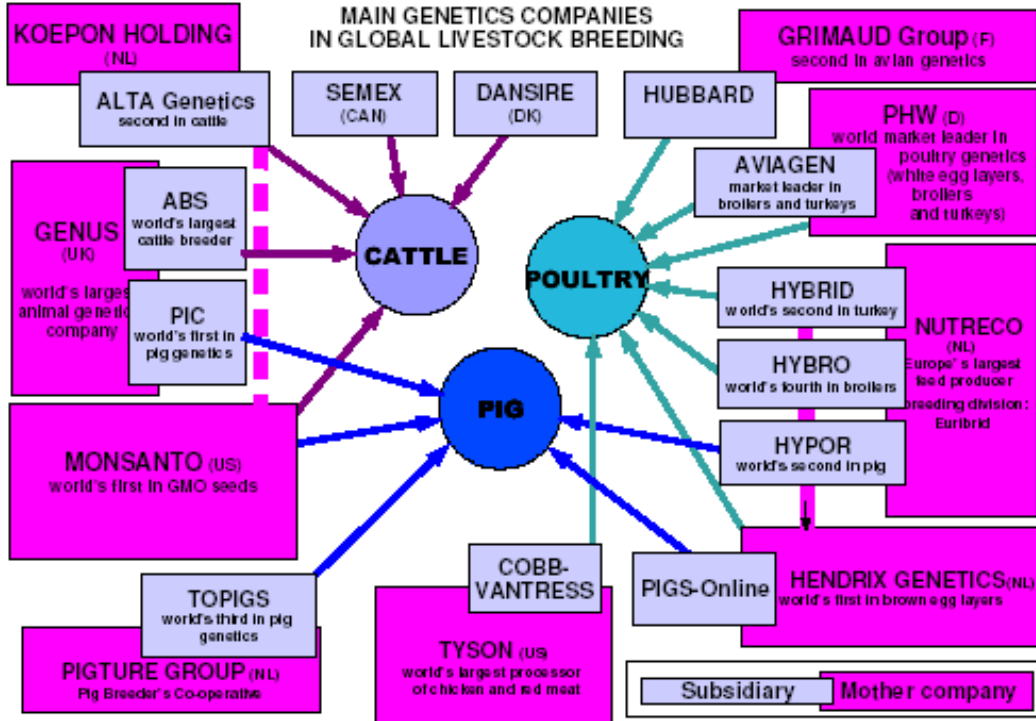 MAIN GENETICS COMPANIES
IN GLOBAL LIVESTOCK BREEDING
KOEPON HOLDING
(NL)
ALTA Genetics
second in cattle
SEMEX
(CAN)
DANSIRE
(DK)
HUBBARD
GRIMAUD Group (F)
second in avian genetics
PHW (D)
world market leader in
poultry genetics
(white egg layers,
broilers
and turkeys)
AVIAGEN
market leader in
broilers and turkeys
GENUS
(UK)
world's larges
animal genetic
company
ABS
world's largest
cattle breeder
PIC
world's first in
pig genetics
CATTLE
POULTRY
PIG
HYBRID
world's second in turkey
HYBRO
world's fourth in broilers
HYPOR
world's second in pig
NUTRECO
(NL)
Europe's largest
feed producer
breeding division:
Euribrid
MONSANTO (US)
world's first in GMO seeds
TOPIGS
world's third in pig
genetics
PIGTURE GROUP (NL)
Pig Breeder's Co-operative
COBB-
VANTRESS
TYSON (US)
world's largest processor
of chicken and red meat
PIGS-Online
HENDRIX GENETICS(NL)
world's first in brown egg layers
Subsidiary
Mother company